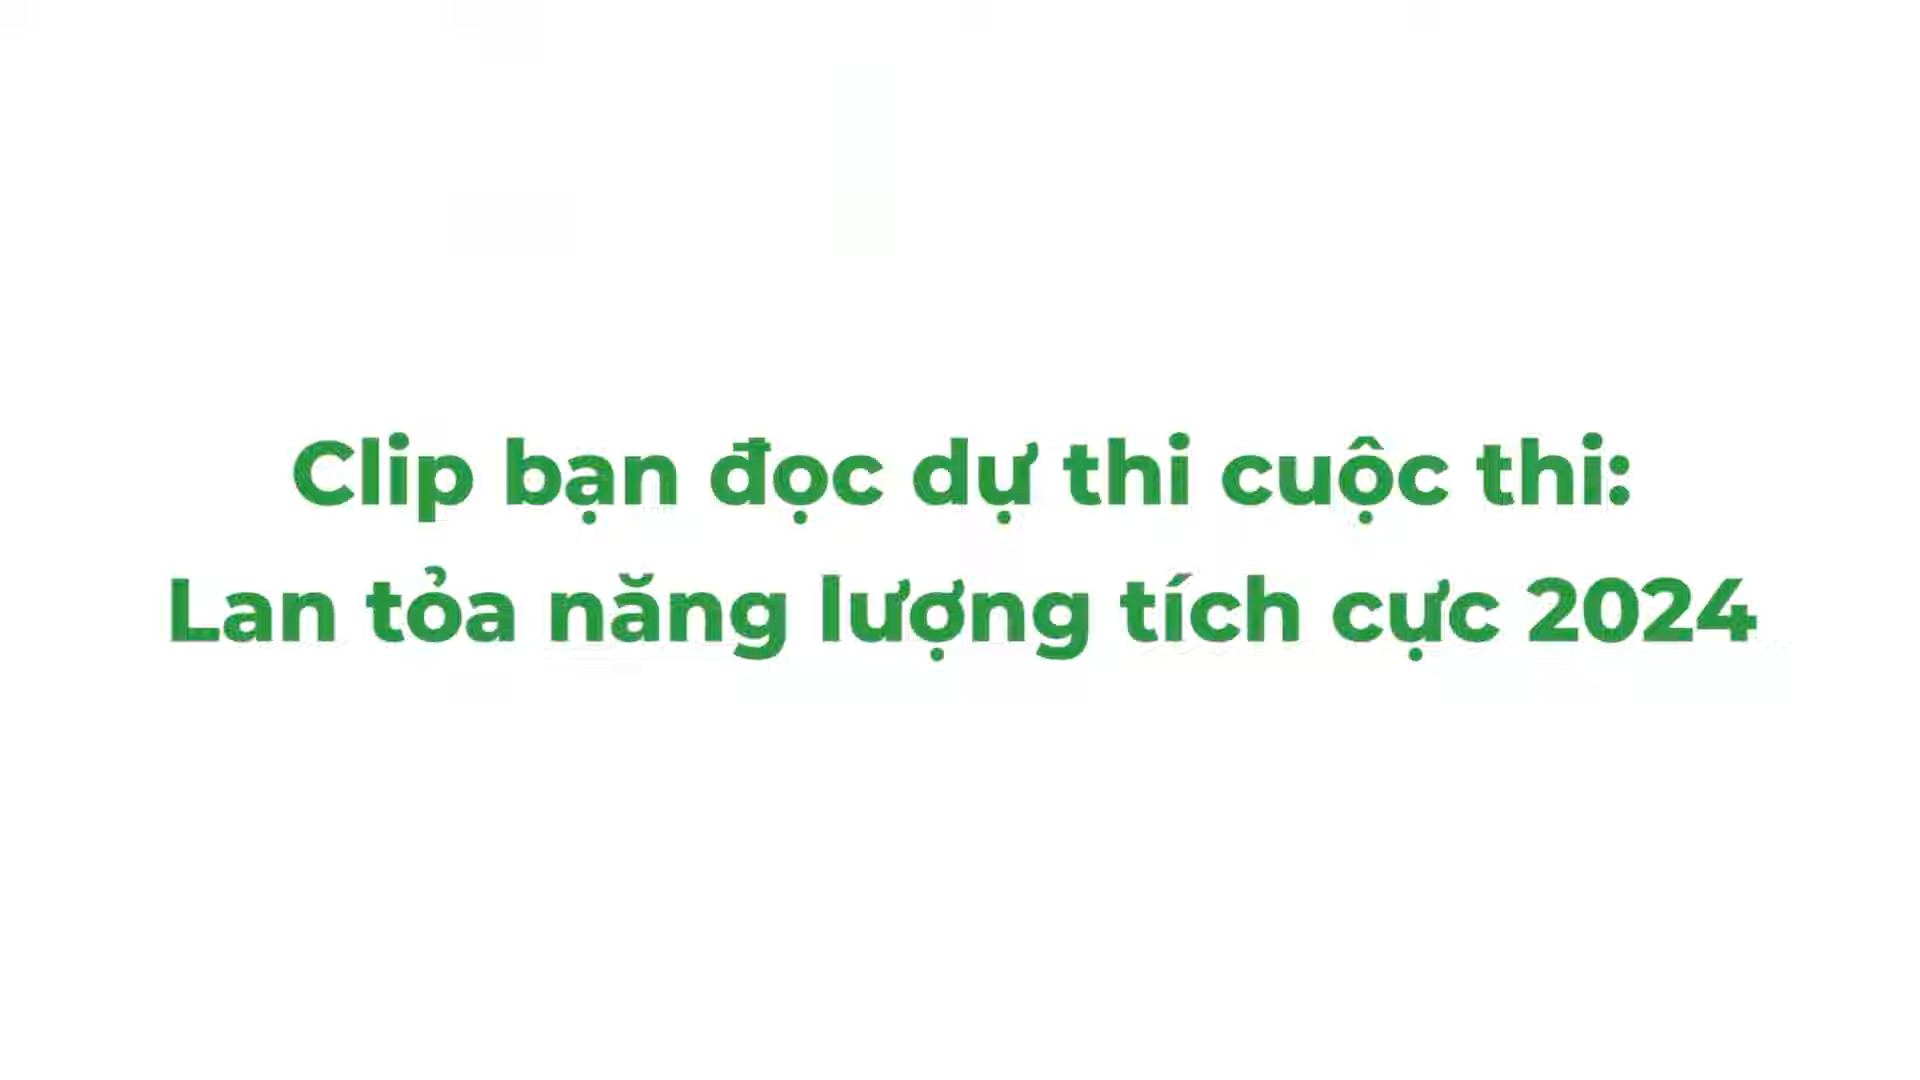 Clip bạn đọc dự thi cuộc thi:
Lan tỏa năng lượng tích cực 2024